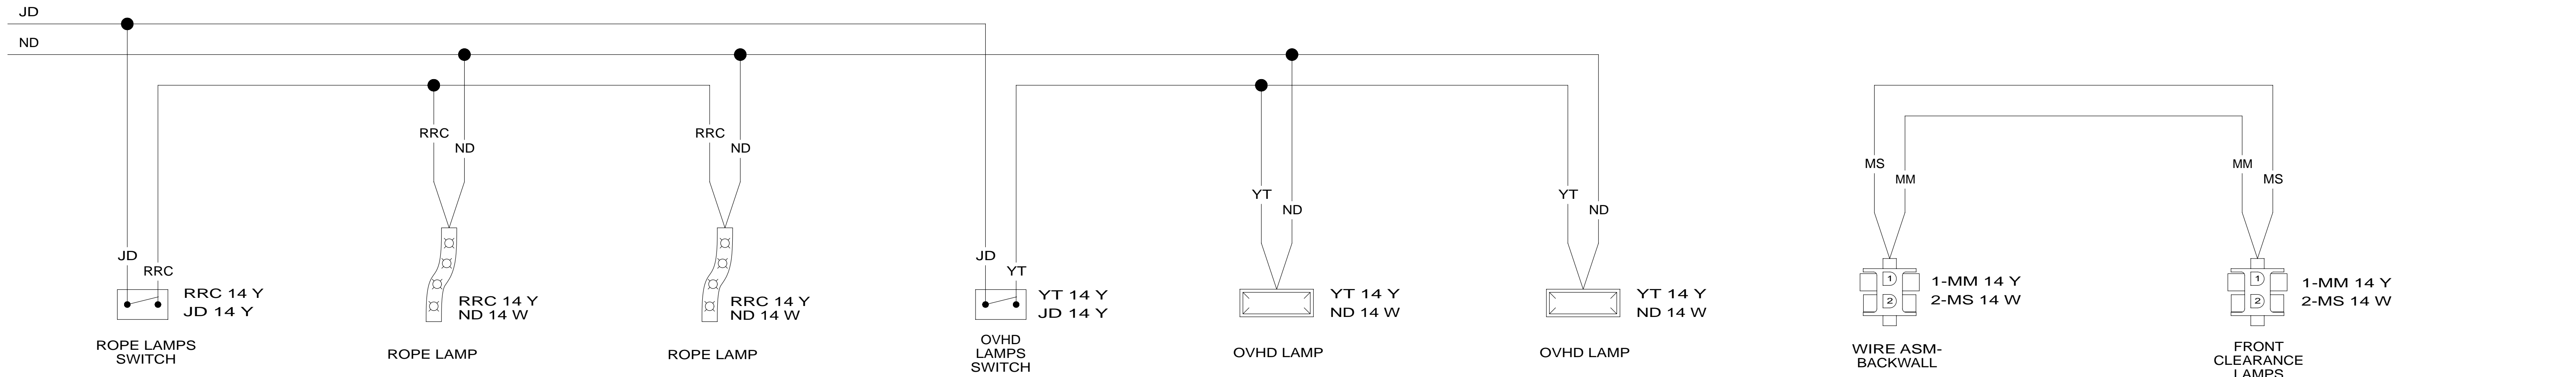 JD
ND
RRC
ND
RRC
ND
JD
RRC
RRC 14 Y
JD 14 Y
ROPE LAMPS
SWITCH
RRC 14 Y
ND 14 W
ROPE LAMP
RRC 14 Y
ND 14 W
ROPE LAMP
JD
YT
YT 14 Y
JD 14 Y
OVHD
LAMPS
SWITCH
YT
ND
YT 14 Y
ND 14 W
OVHD LAMP
YT
ND
YT 14 Y
ND 14 W
OVHD LAMP
MS
MM
1
2
1-MM 14 Y
2-MS 14 W
WIRE ASM-
BACKWALL
MM
MS
1
2
1-MM 14 Y
2-MS 14 W
FRONT
CLEARANCE
LAMPS